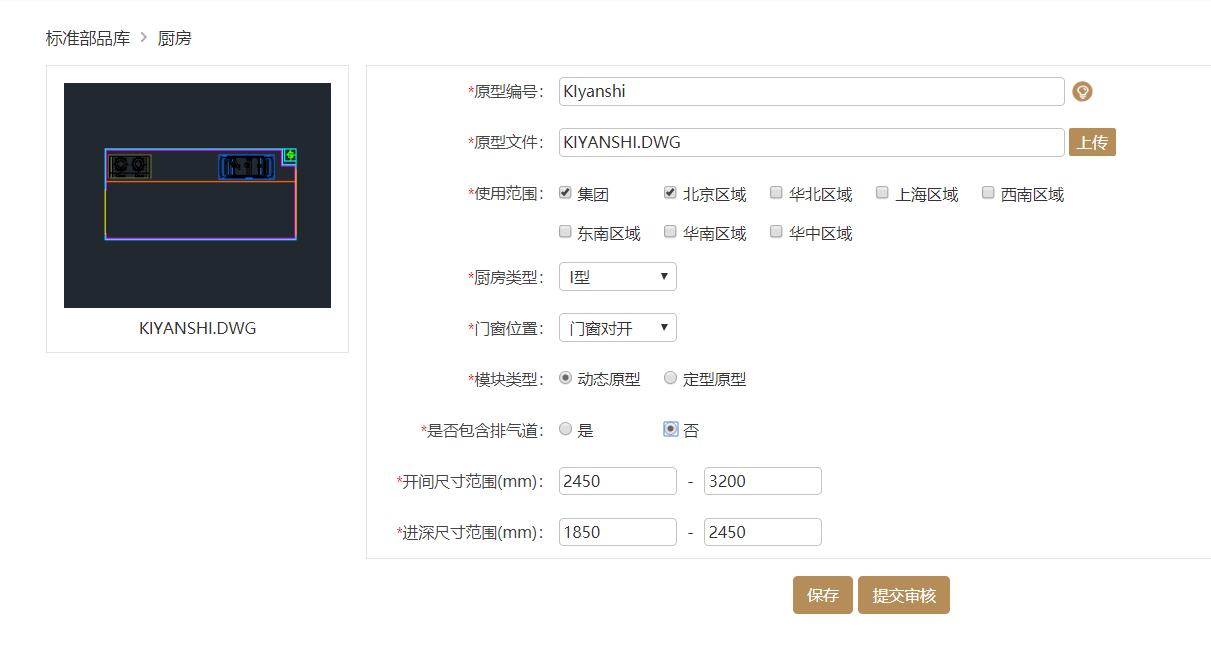 标准部品库 > 厨房
KIYANSHI.DWG
*原型编号： KIyanshi
*原型文件： KIYANSHI.DWG 上传
*使用范围： 集团 北京区域 华北区域 上海区域 西南区域
东南区域 华南区域 华中区域
*厨房类型： I型
*门窗位置： 门窗对开
*模块类型： 动态原型 定型原型
*是否包含排气道： 是 否
*开间尺寸范围(mm)： 2450 - 3200
*进深尺寸范围(mm)： 1850 - 2450
保存 提交审核